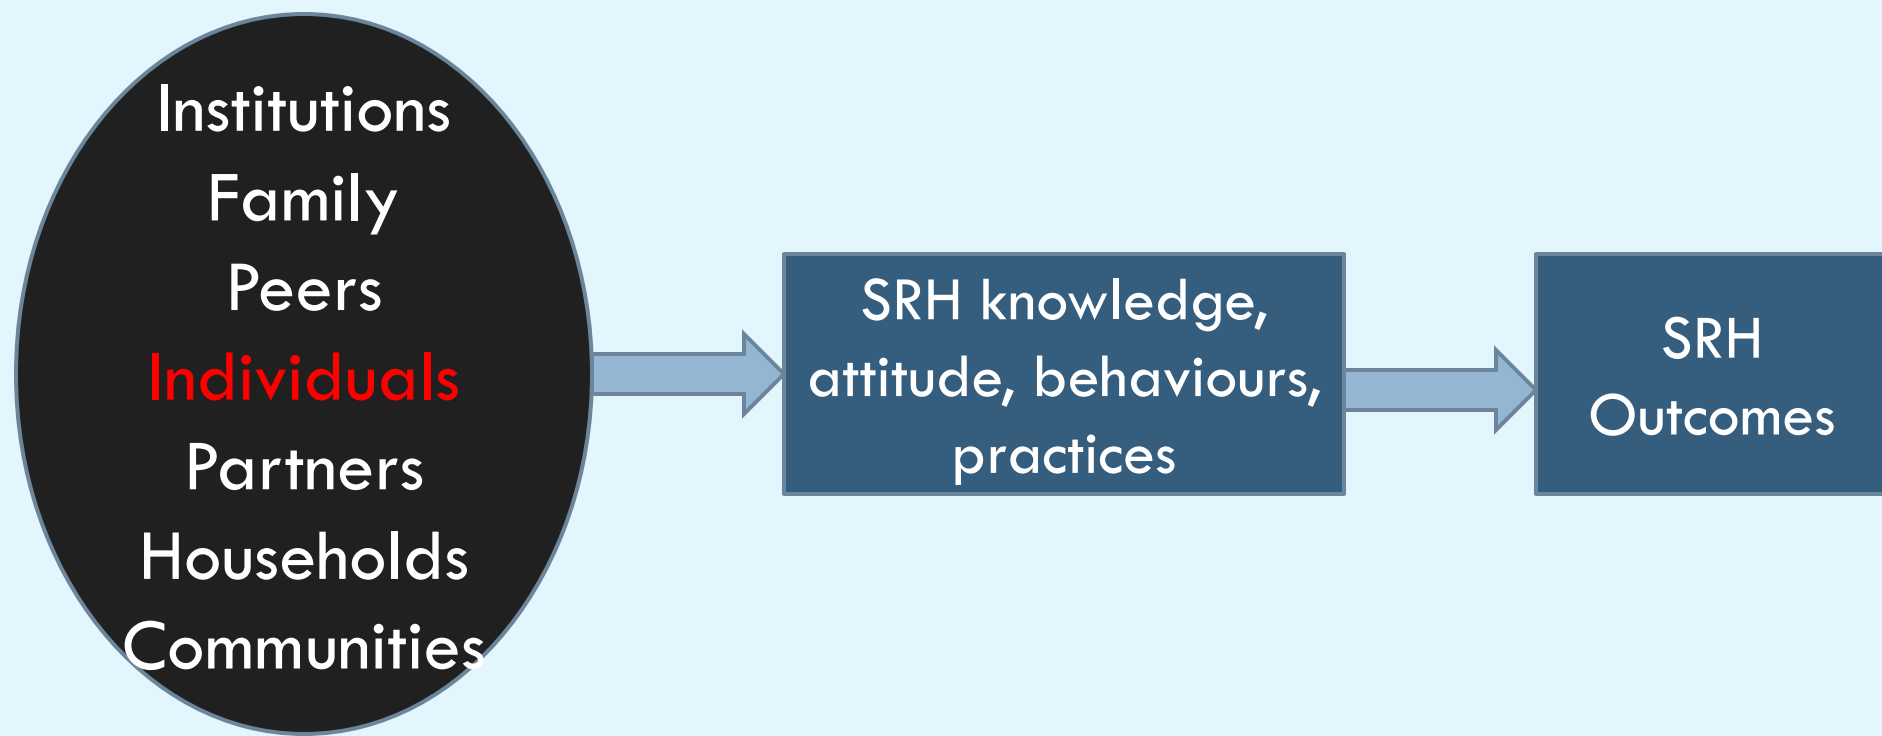 Institutions
Family
Peers
Individuals
Partners
Households
Communities
SRH knowledge,
attitude, behaviours,
practices
SRH
Outcomes